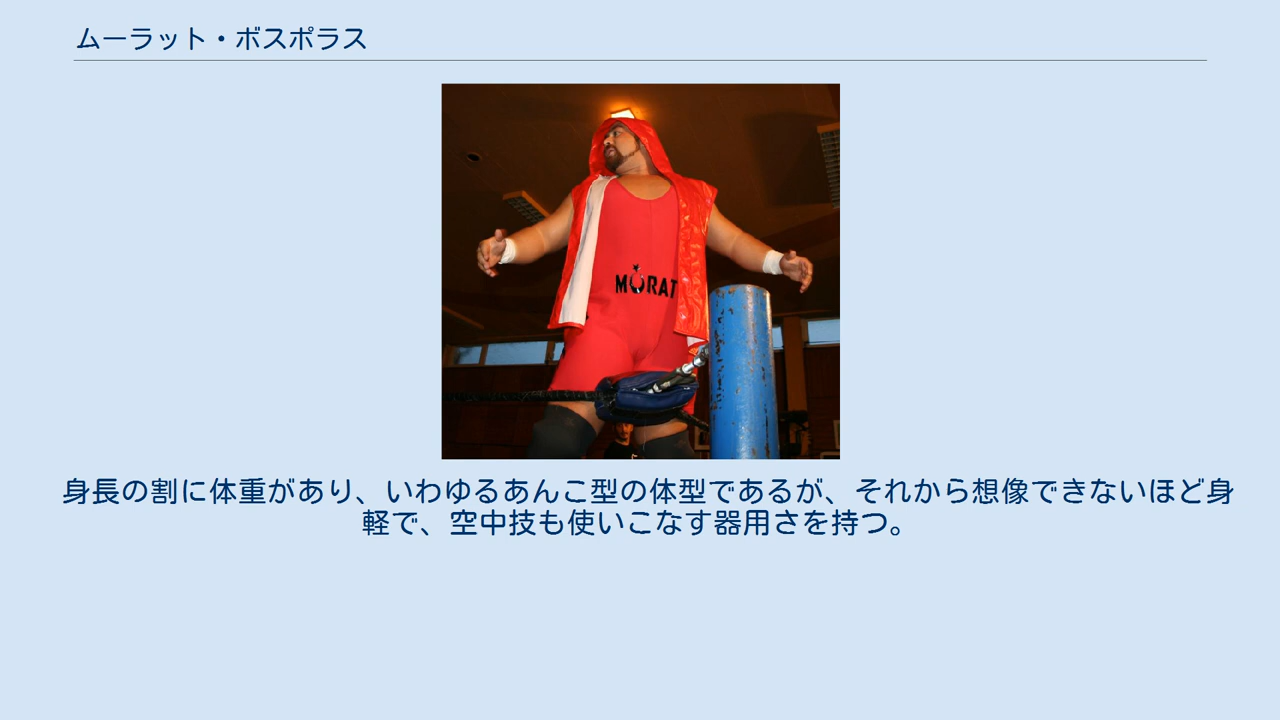 ムーラット・ボスポラス
MURAT
身長の割に体重があり、いわゆるあんこ型の体型であるが、それから想像できないほど身
軽で、空中技も使いこなす器用さを持つ。